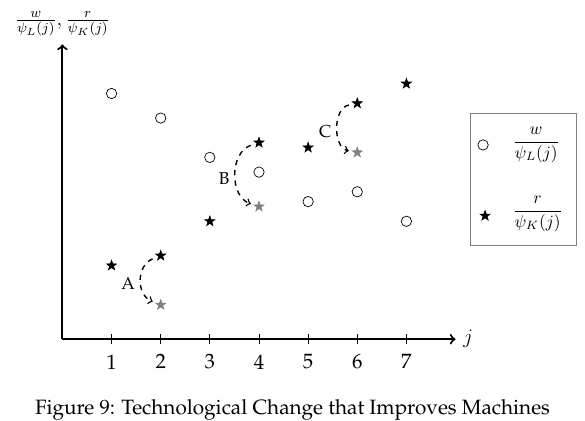 w/ψ_L(j), r/ψ_K(j)
C
B
A
w/ψ_L(j)
r/ψ_K(j)
j
1 2 3 4 5 6 7
Figure 9: Technological Change that Improves Machines